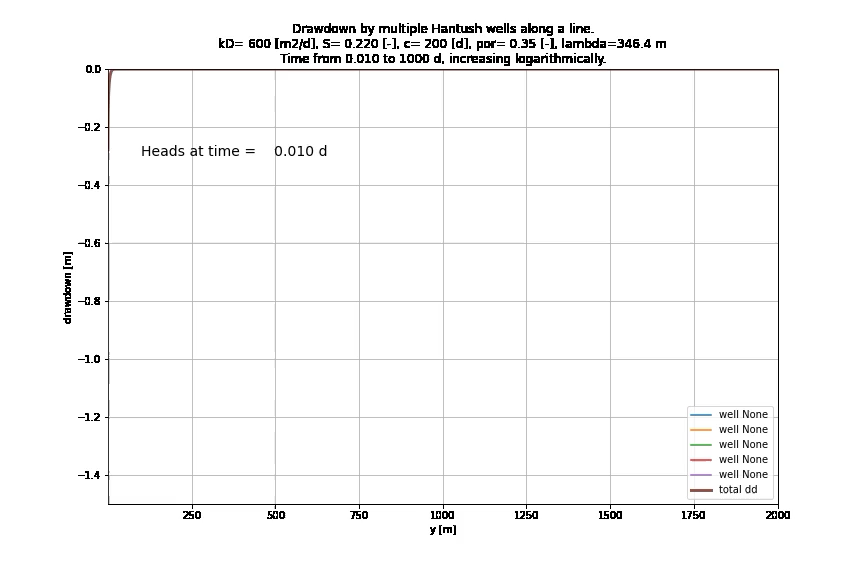 Drawdown by multiple Hantush wells along a line.
kD= 600 [m2/d], S= 0.220 [-], c= 200 [d], por= 0.35 [-], lambda=346.4 m
Time from 0.010 to 1000 d, increasing logarithmically.
0.0
−0.2
Heads at time = 0.010 d
−0.4
−0.6
drawdown [m]
−0.8
−1.0
−1.2
−1.4
well None
well None
well None
well None
well None
total dd
250 500 750 1000 1250 1500 1750 2000
y [m]